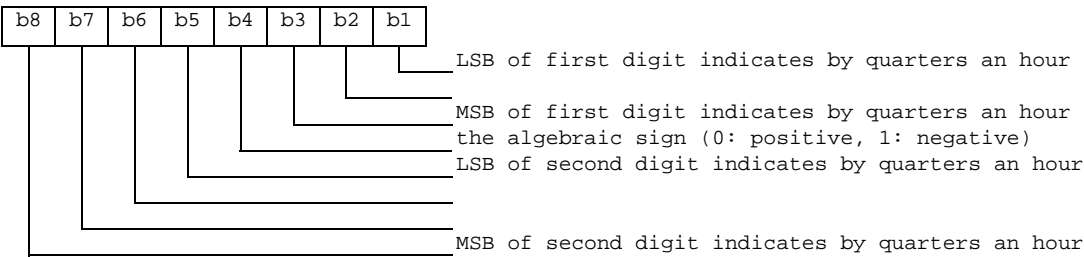 b8 b7 b6 b5 b4 b3 b2 b1
LSB of first digit indicates by quarters an hour
MSB of first digit indicates by quarters an hour
the algebraic sign (0: positive, 1: negative)
LSB of second digit indicates by quarters an hour
MSB of second digit indicates by quarters an hour